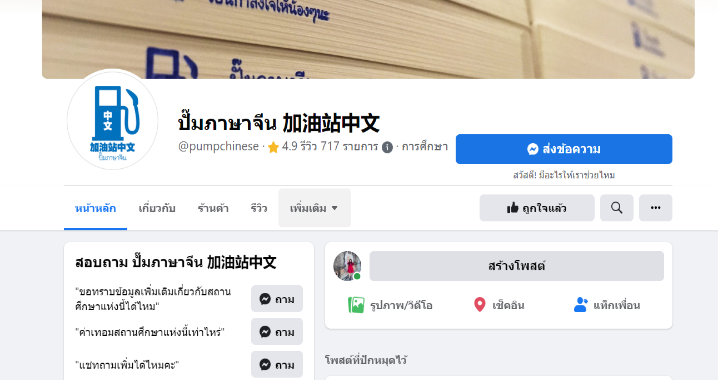 ปั๊มภาษาจีน
中
文
加油站中文
ปั๊มภาษาจีน
ปั๊มภาษาจีน 加油站中文
@pumpchinese · 4.9 รีวิว 717 รายการ · การศึกษา
ส่งข้อความ
สวัสดี! มีอะไรให้เราช่วยไหม
หน้าหลัก เกี่ยวกับ ร้านค้า รีวิว เพิ่มเติม
ถูกใจแล้ว
สอบถาม ปั๊มภาษาจีน 加油站中文
"ขอทราบข้อมูลเพิ่มเติมเกี่ยวกับสถาน
ศึกษาแห่งนี้ได้ไหม"
ถาม
"ค่าเทอมสถานศึกษาแห่งนี้เท่าไหร่"
ถาม
"แชทถามเพิ่มได้ไหมคะ"
ถาม
สร้างโพสต์
รูปภาพ/วิดีโอ เช็คอิน แท็กเพื่อน
โพสต์ที่ปักหมุดไว้